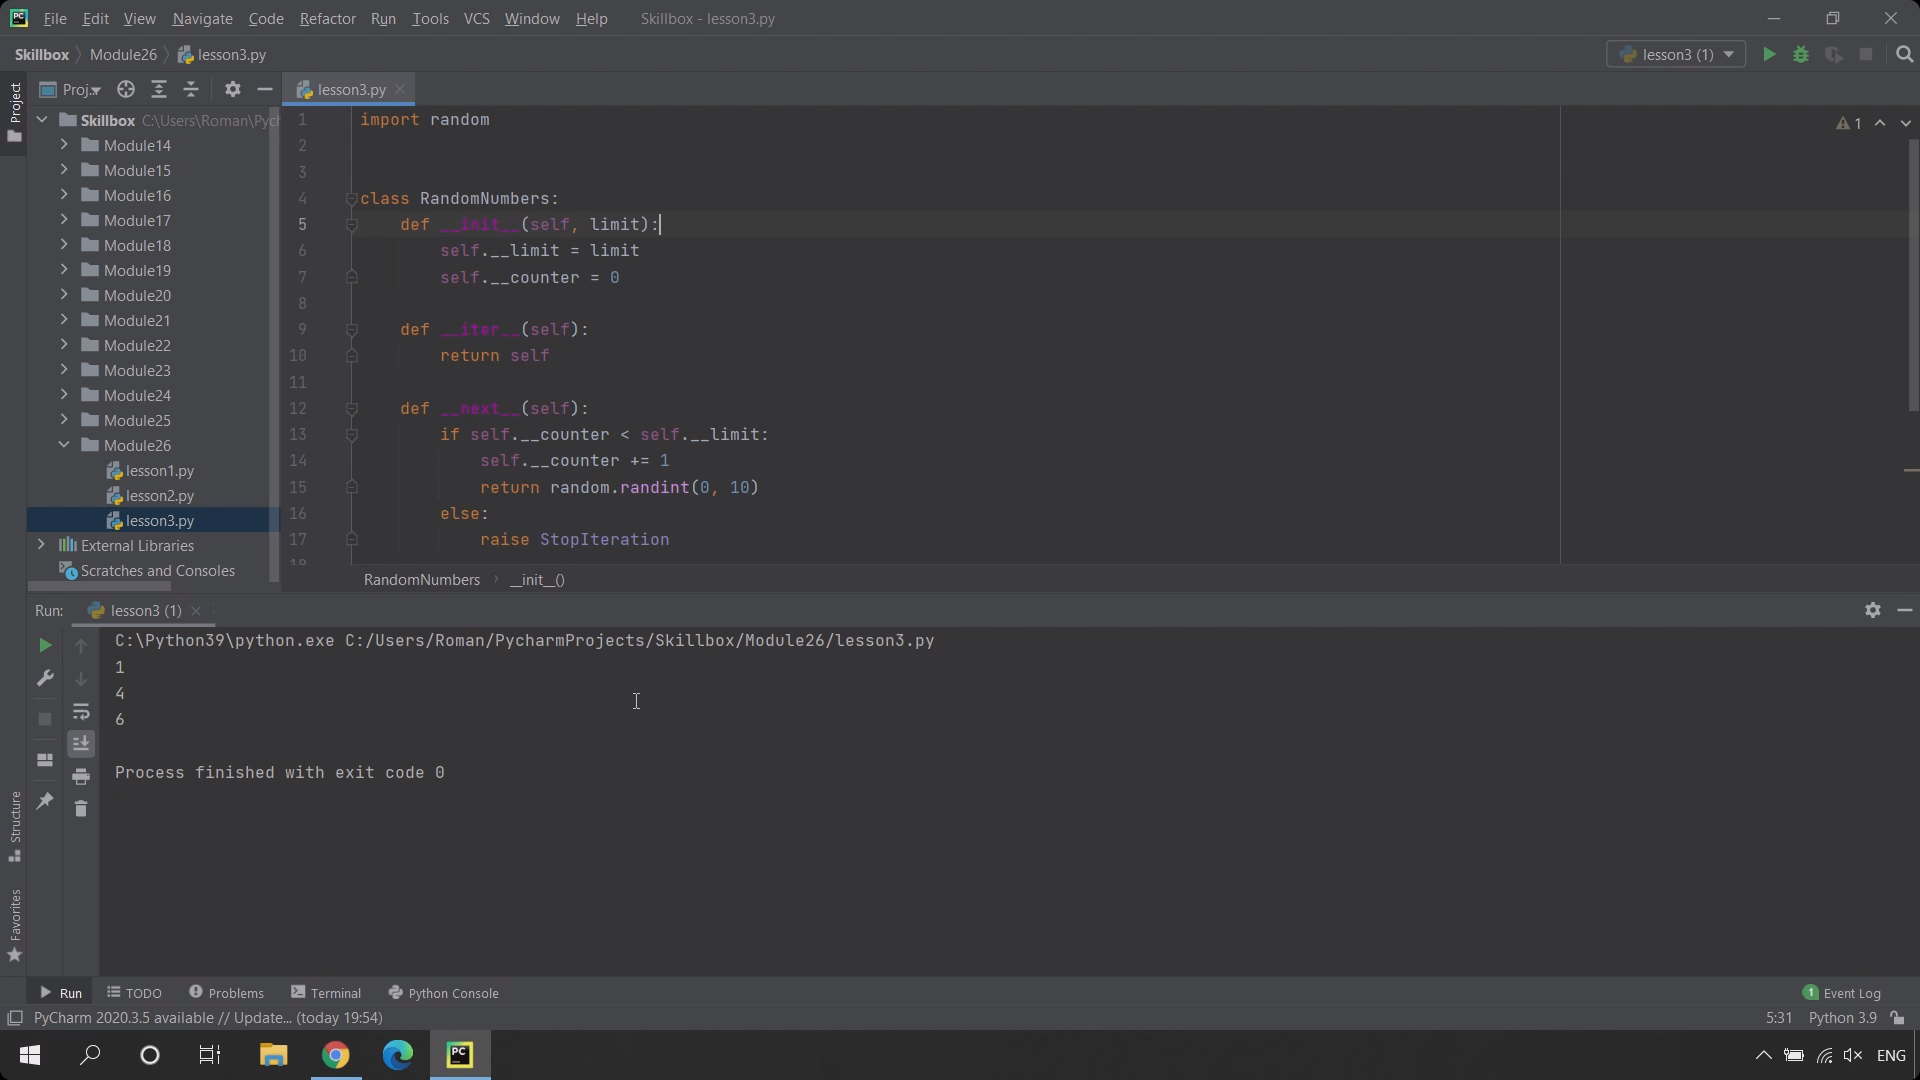 File Edit View Navigate Code Refactor Run Tools VCS Window Help Skillbox - lesson3.py
Skillbox Module26 lesson3.py lesson3 (1)
Project
Proj... lesson3.py
Skillbox C:\Users\Roman\Pych
Module14
Module15
Module16
Module17
Module18
Module19
Module20
Module21
Module22
Module23
Module24
Module25
Module26
lesson1.py
lesson2.py
lesson3.py
External Libraries
Scratches and Consoles
1 import random
2
3
4 class RandomNumbers:
5 def __init__(self, limit):
6 self.__limit = limit
7 self.__counter = 0
8
9 def __iter__(self):
10 return self
11
12 def __next__(self):
13 if self.__counter < self.__limit:
14 self.__counter += 1
15 return random.randint(0, 10)
16 else:
17 raise StopIteration
18
1
RandomNumbers __init__()
Run: lesson3 (1)
C:\Python39\python.exe C:/Users/Roman/PycharmProjects/Skillbox/Module26/lesson3.py
1
4
6
Process finished with exit code 0
Structure
Favorites
Run TODO Problems Terminal Python Console 1 Event Log
PyCharm 2020.3.5 available // Update... (today 19:54) 5:31 Python 3.9
PC ENG